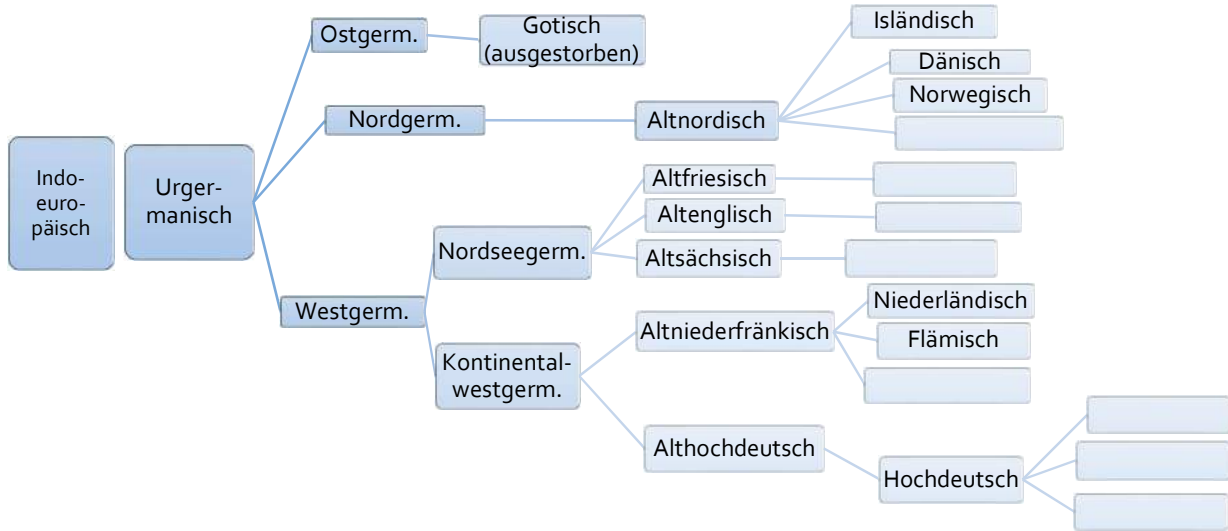 Indo-
euro-
päisch
Urger-
manisch
Ostgerm.
Gotisch
(ausgestorben)
Nordgerm.
Altnordisch
Isländisch
Dänisch
Norwegisch
Westgerm.
Nordseegerm.
Altfriesisch
Altenglisch
Altsächsisch
Kontinental-
westgerm.
Altniederfränkisch
Niederländisch
Flämisch
Althochdeutsch
Hochdeutsch